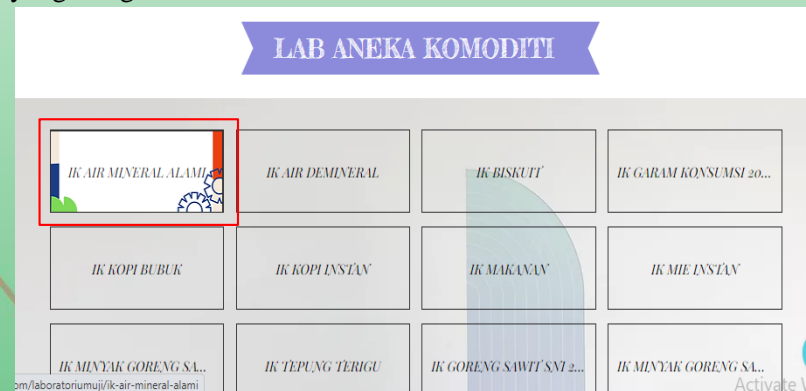 LAB ANEKA KOMODITI
IK AIR MINERAL ALAMI
IK AIR DEMINERAL
IK BISKUIT
IK GARAM KONSUMSI 20...
IK KOPI BUBUK
IK KOPI INSTAN
IK MAKANAN
IK MIE INSTAN
IK MINYAK GORENG SA...
IK TEPUNG TERIGU
IK GORENG SAWIT SNI 2...
IK MINYAK GORENG SA...
om/laboratoriumuji/ik-air-mineral-alami
Activate